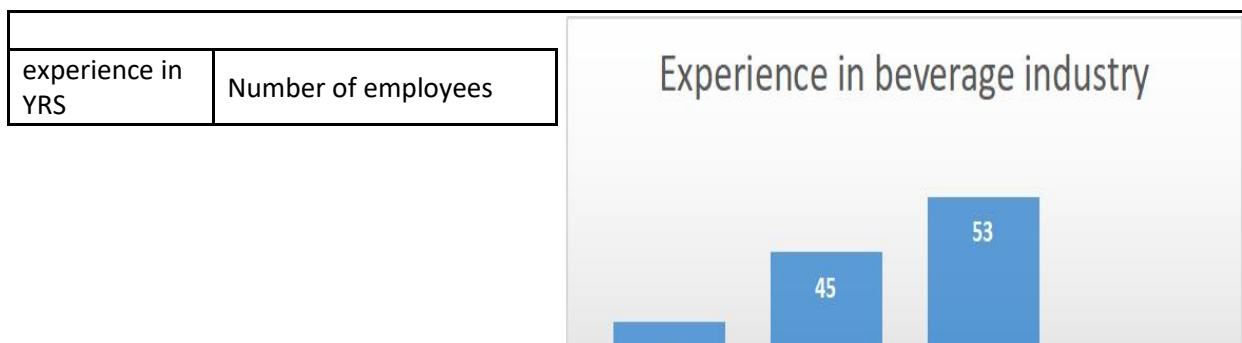 experience in
YRS
Number of employees
Experience in beverage industry
53
45